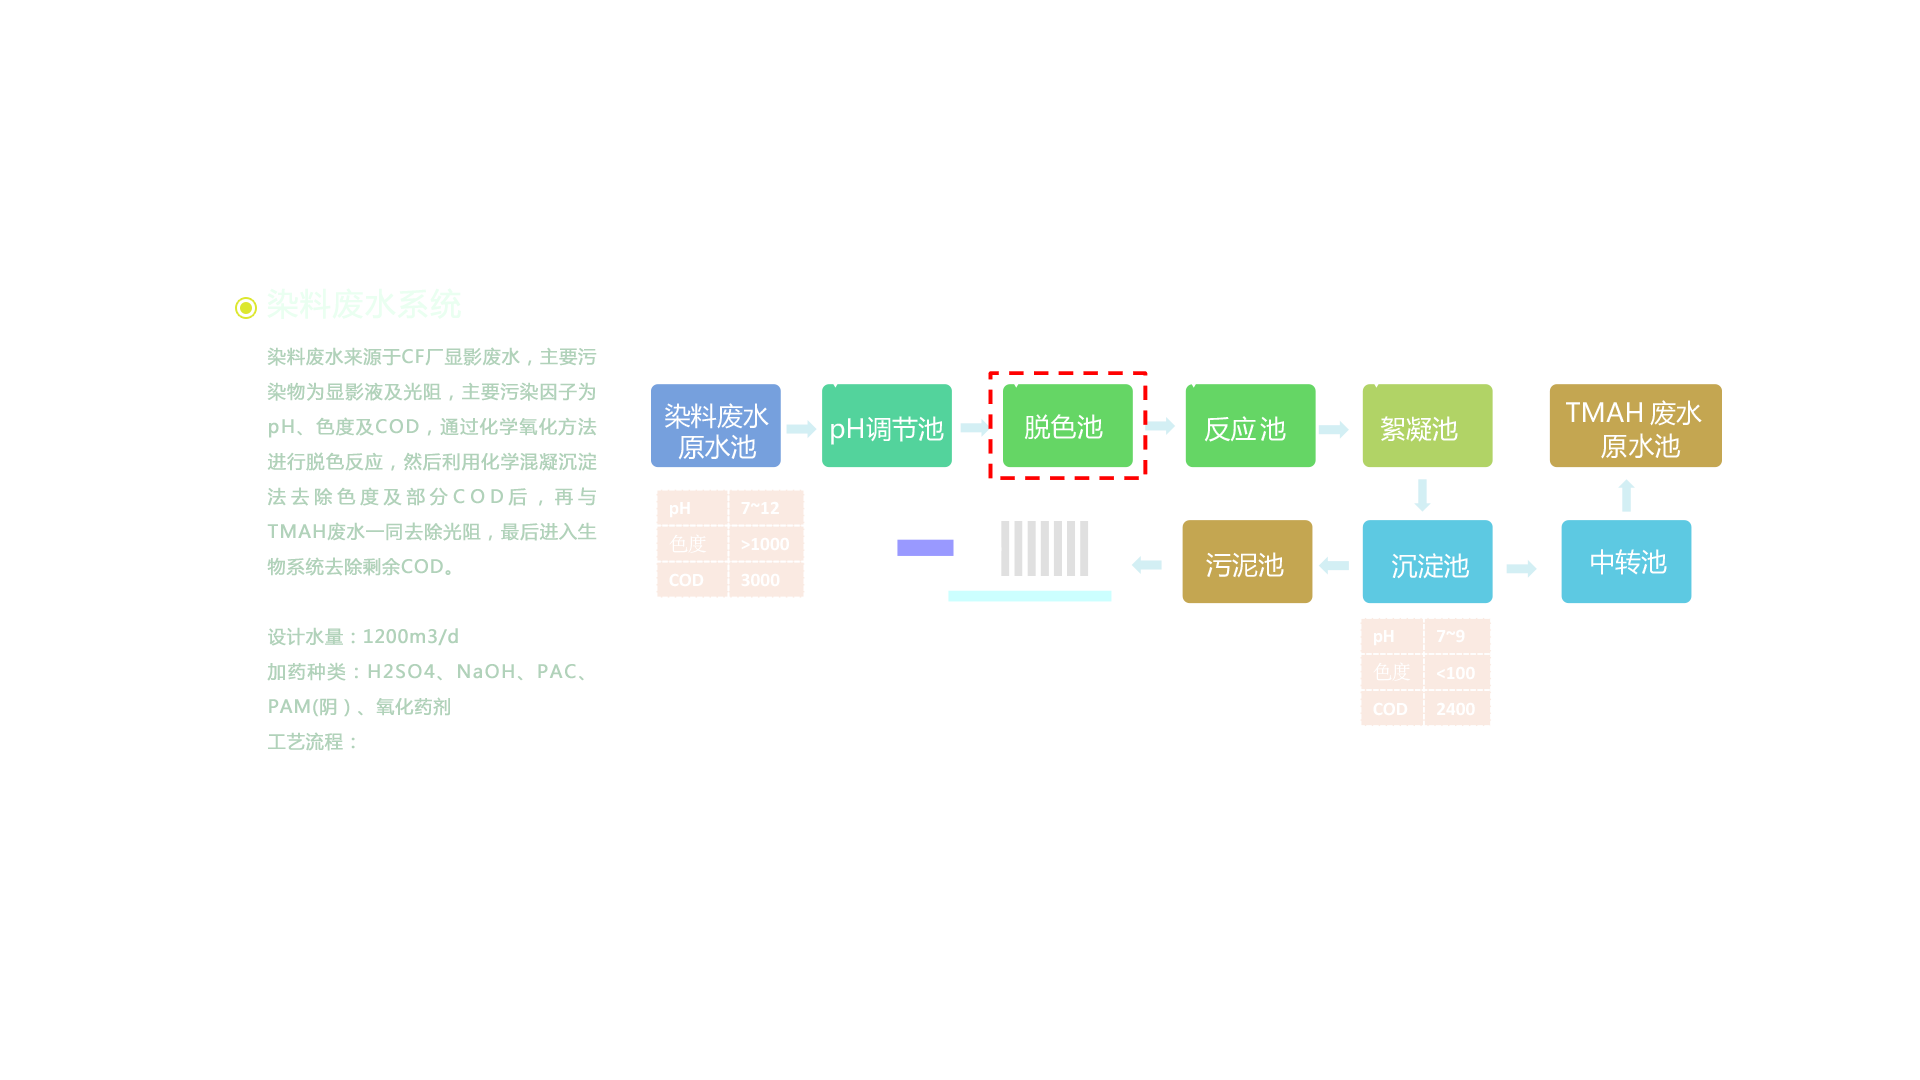 染料废水系统
染料废水来源于CF厂显影废水，主要污
染物为显影液及光阻，主要污染因子为
pH、色度及COD，通过化学氧化方法
进行脱色反应，然后利用化学混凝沉淀
法去除色度及部分COD后，再与
TMAH废水一同去除光阻，最后进入生
物系统去除剩余COD。
设计水量：1200m3/d
加药种类：H2SO4、NaOH、PAC、
PAM(阴）、氧化药剂
工艺流程：
染料废水
原水池
pH调节池
脱色池
反应池
絮凝池
TMAH 废水
原水池
pH 7~12
色度 >1000
COD 3000
污泥池
沉淀池
中转池
pH 7~9
色度 <100
COD 2400